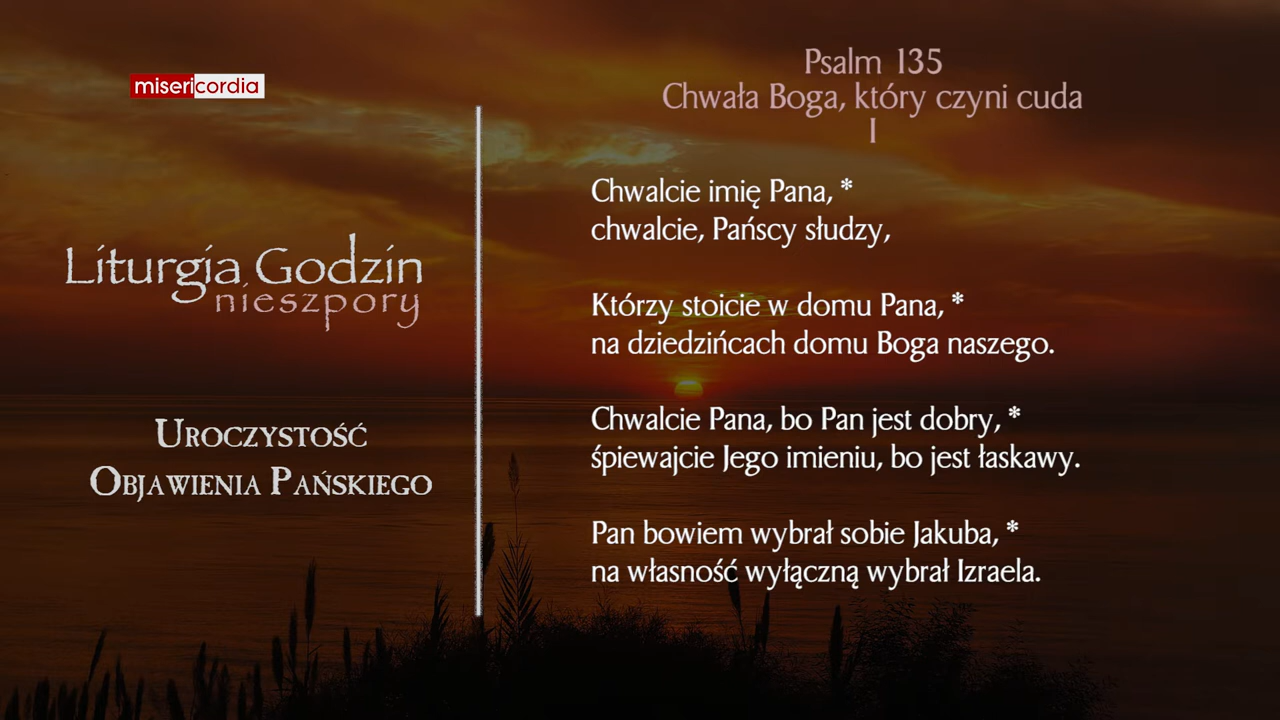 misericordia
Liturgia Godzin
nieszpory
Uroczystość
Objawienia Pańskiego
Psalm 135
Chwała Boga, który czyni cuda
I
Chwalcie imię Pana, *
chwalcie, Pańscy słudzy,
Którzy stoicie w domu Pana, *
na dziedzińcach domu Boga naszego.
Chwalcie Pana, bo Pan jest dobry, *
śpiewajcie Jego imieniu, bo jest łaskawy.
Pan bowiem wybrał sobie Jakuba, *
na własność wyłączną wybrał Izraela.